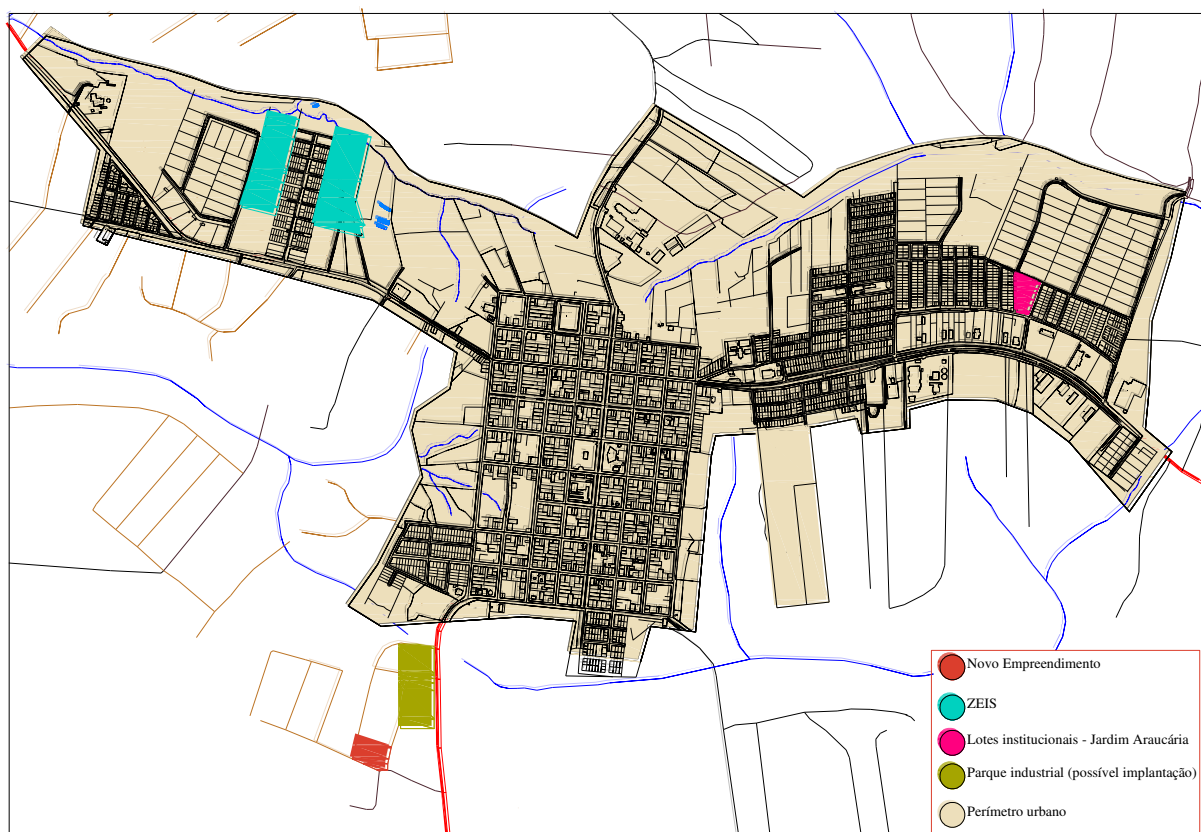 Novo Empreendimento
ZEIS
Lotes institucionais - Jardim Araucária
Parque industrial (possível implantação)
Perímetro urbano